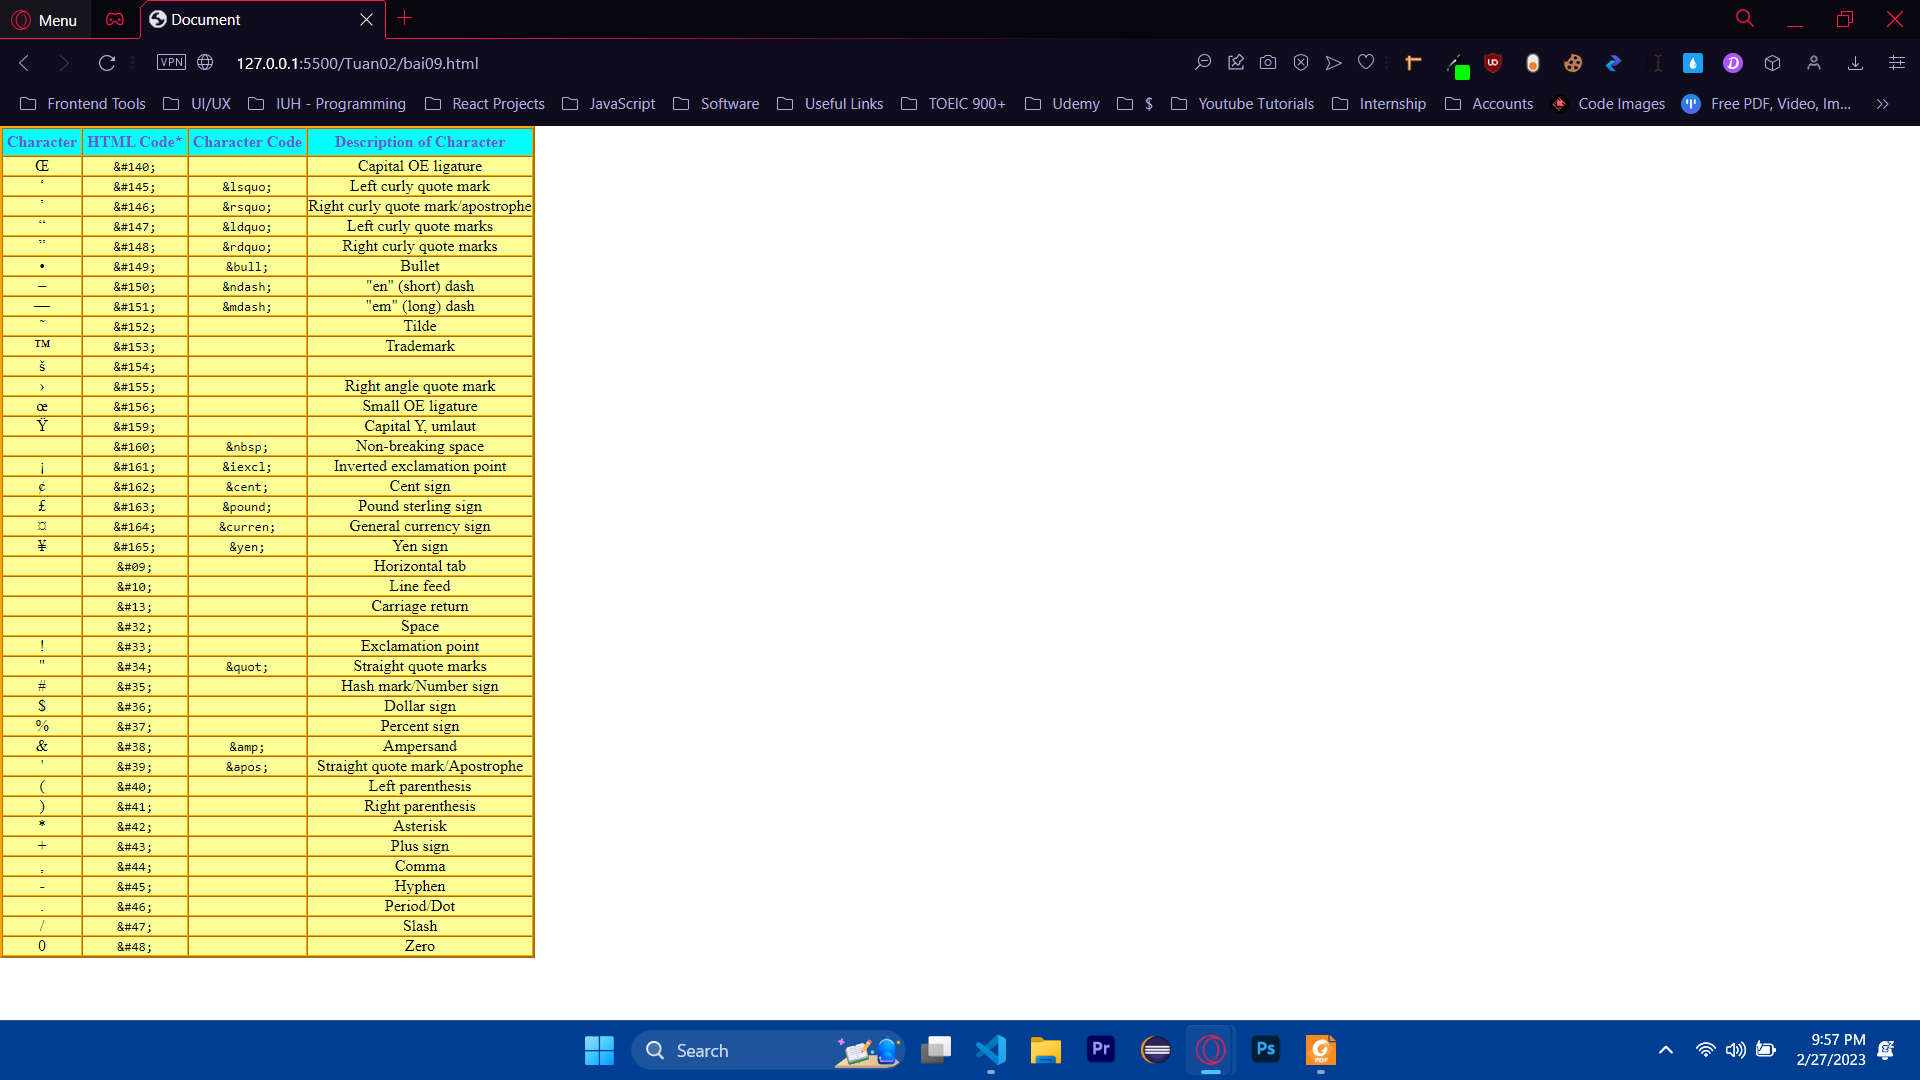 Menu
Document
VPN 127.0.0.1:5500/Tuan02/bai09.html
Frontend Tools UI/UX IUH - Programming React Projects JavaScript Software Useful Links TOEIC 900+ Udemy $ Youtube Tutorials Internship Accounts Code Images Free PDF, Video, Im...
Character HTML Code* Character Code Description of Character
Œ &#140; Capital OE ligature
‘ &#145; &lsquo; Left curly quote mark
’ &#146; &rsquo; Right curly quote mark/apostrophe
“ &#147; &ldquo; Left curly quote marks
” &#148; &rdquo; Right curly quote marks
• &#149; &bull; Bullet
– &#150; &ndash; "en" (short) dash
— &#151; &mdash; "em" (long) dash
˜ &#152; Tilde
™ &#153; Trademark
š &#154;
› &#155; Right angle quote mark
œ &#156; Small OE ligature
Ÿ &#159; Capital Y, umlaut
&#160; &nbsp; Non-breaking space
¡ &#161; &iexcl; Inverted exclamation point
¢ &#162; &cent; Cent sign
£ &#163; &pound; Pound sterling sign
¤ &#164; &curren; General currency sign
¥ &#165; &yen; Yen sign
&#09; Horizontal tab
&#10; Line feed
&#13; Carriage return
&#32; Space
! &#33; Exclamation point
" &#34; &quot; Straight quote marks
# &#35; Hash mark/Number sign
$ &#36; Dollar sign
% &#37; Percent sign
& &#38; &amp; Ampersand
' &#39; &apos; Straight quote mark/Apostrophe
( &#40; Left parenthesis
) &#41; Right parenthesis
* &#42; Asterisk
+ &#43; Plus sign
, &#44; Comma
- &#45; Hyphen
. &#46; Period/Dot
/ &#47; Slash
0 &#48; Zero
Search
Pr
Ps
PDF
9:57 PM
2/27/2023